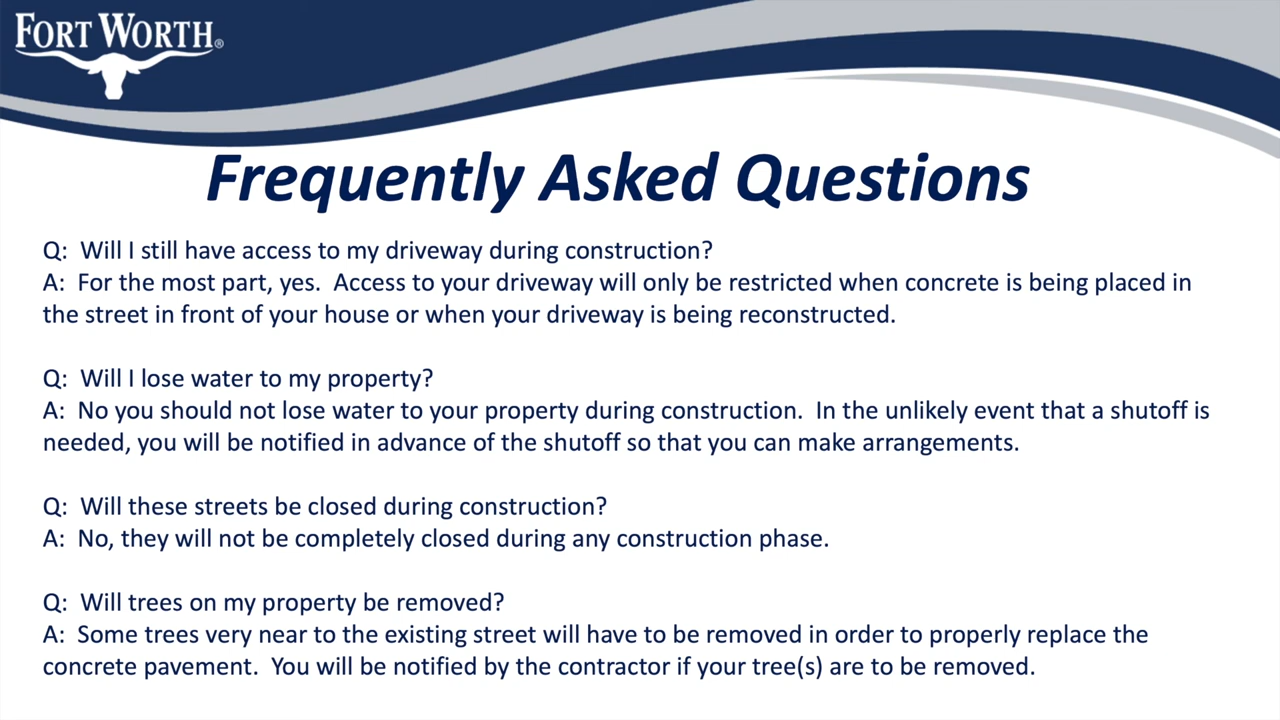 FORT WORTH®
Frequently Asked Questions
Q:  Will I still have access to my driveway during construction?
A:  For the most part, yes.  Access to your driveway will only be restricted when concrete is being placed in
the street in front of your house or when your driveway is being reconstructed.
Q:  Will I lose water to my property?
A:  No you should not lose water to your property during construction.  In the unlikely event that a shutoff is
needed, you will be notified in advance of the shutoff so that you can make arrangements.
Q:  Will these streets be closed during construction?
A:  No, they will not be completely closed during any construction phase.
Q:  Will trees on my property be removed?
A:  Some trees very near to the existing street will have to be removed in order to properly replace the
concrete pavement.  You will be notified by the contractor if your tree(s) are to be removed.